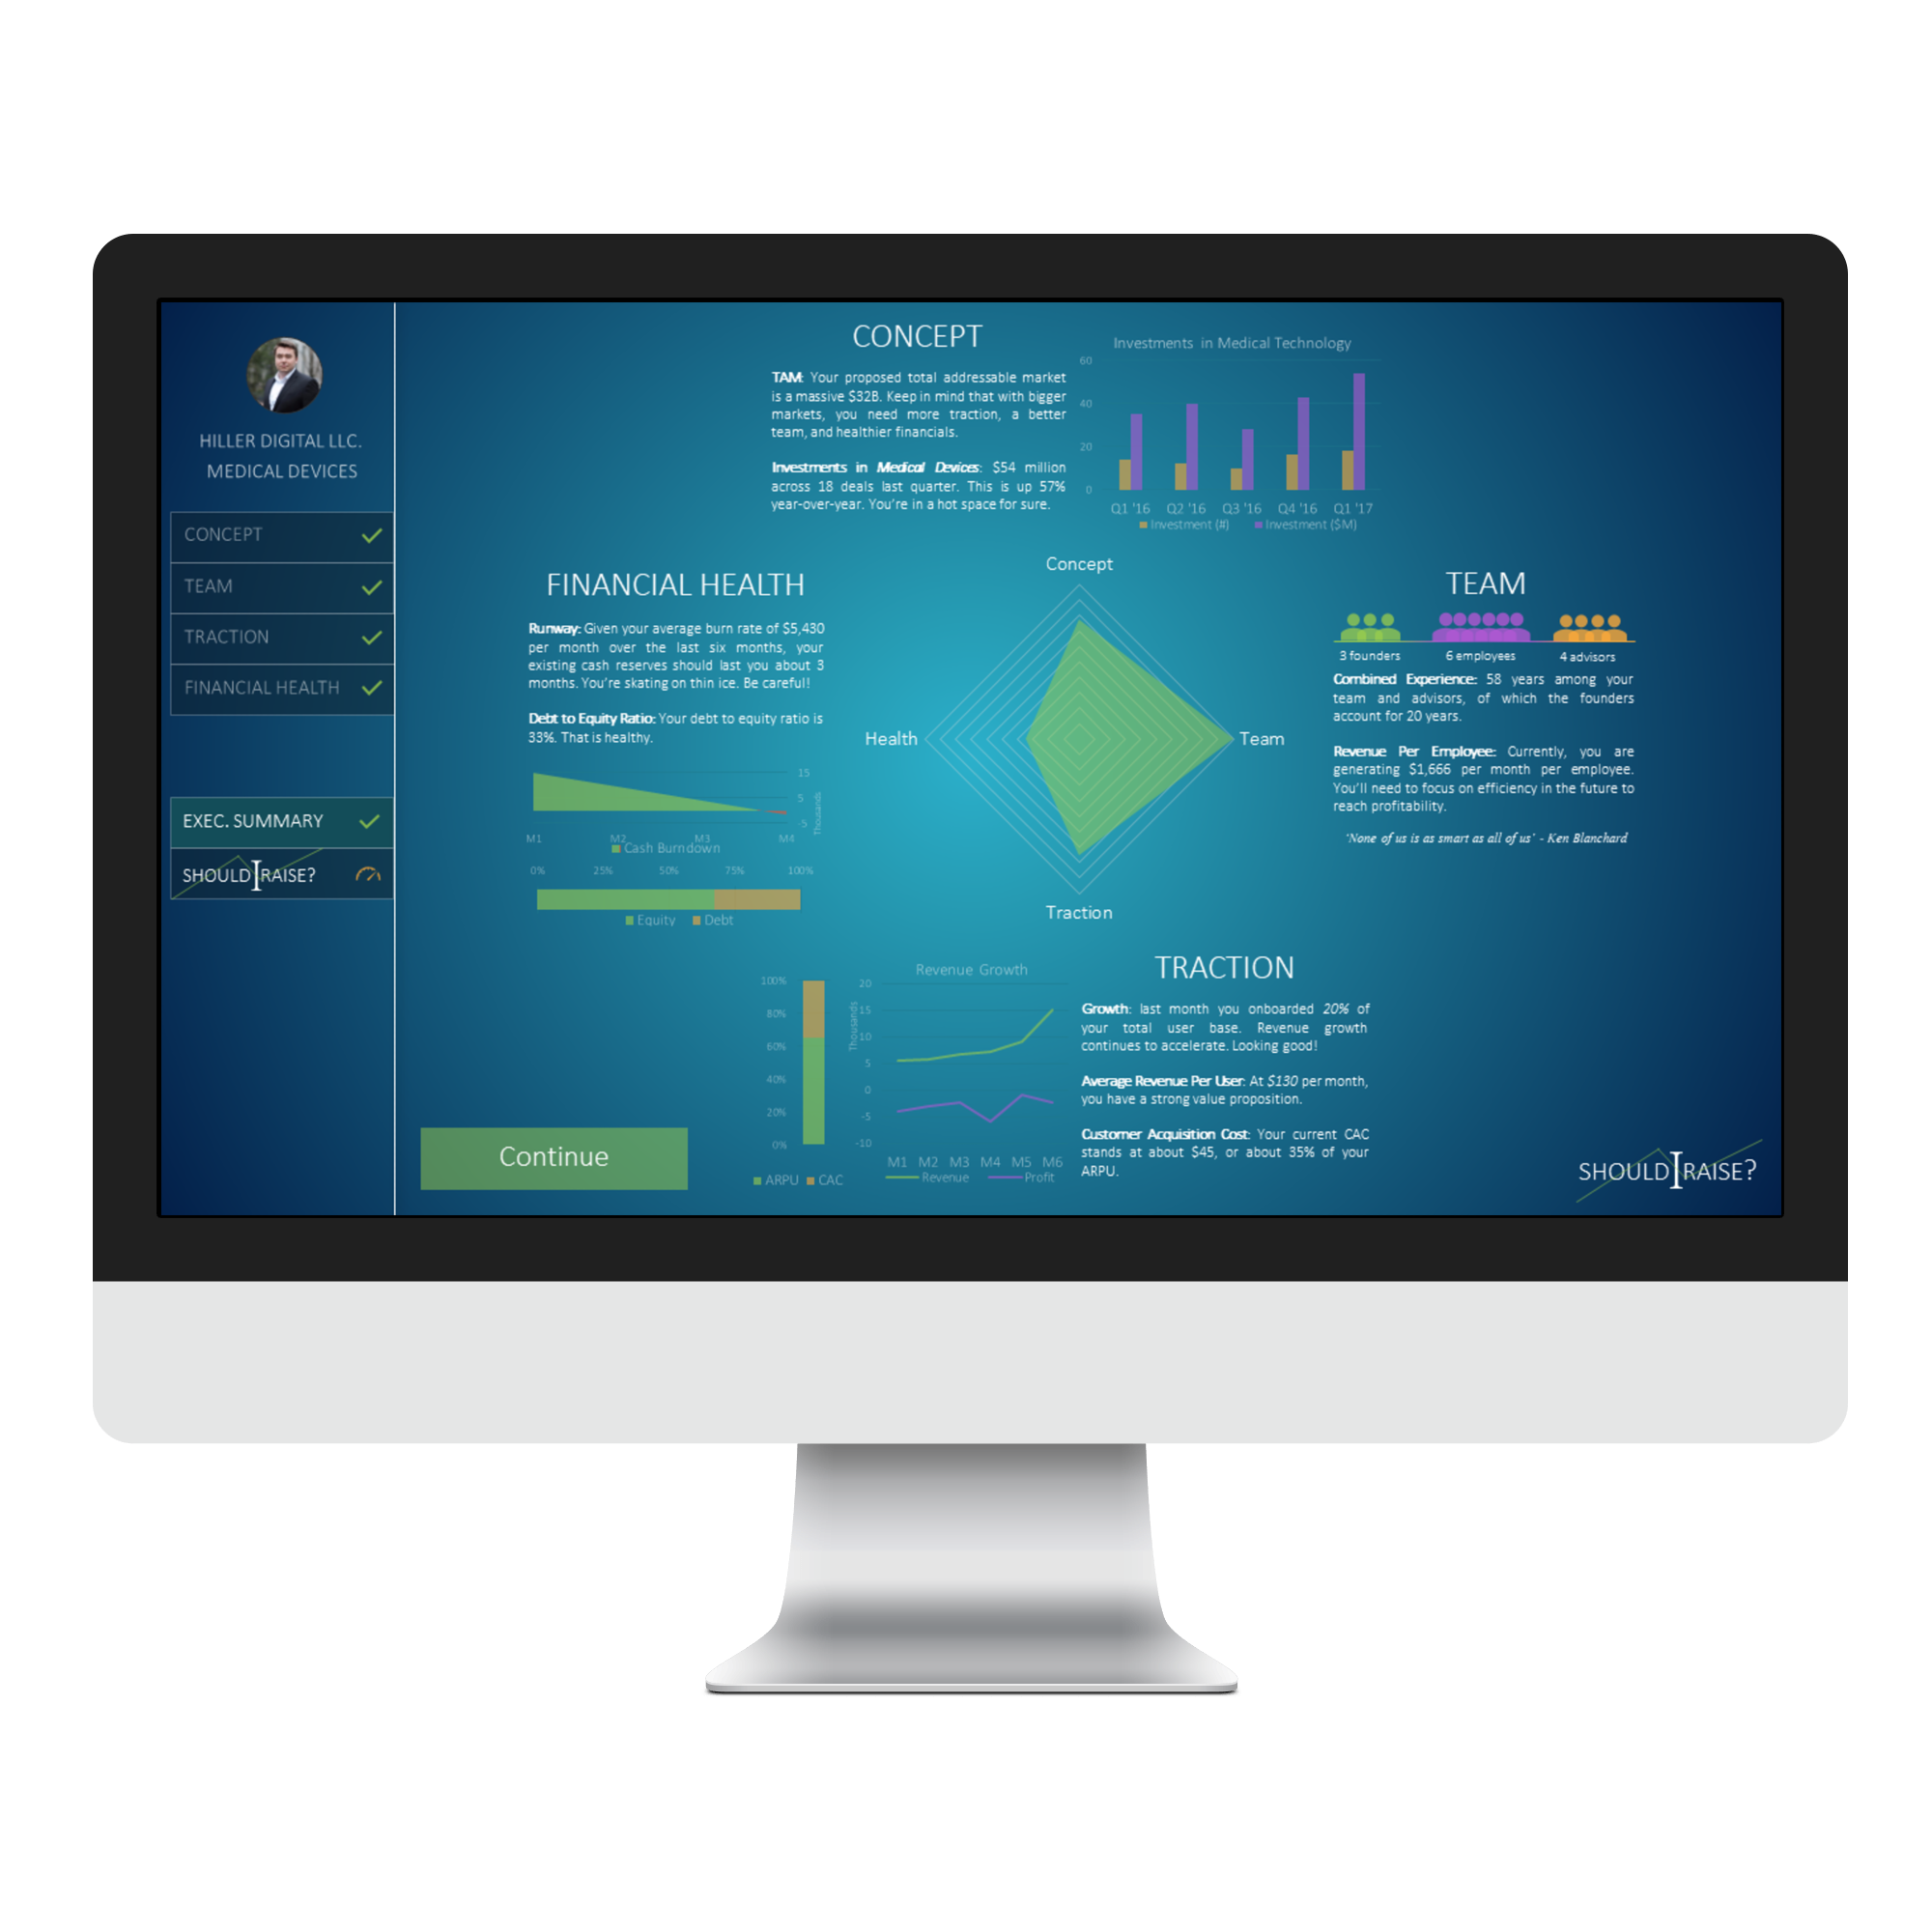 HILLER DIGITAL LLC.
MEDICAL DEVICES
CONCEPT
TEAM
TRACTION
FINANCIAL HEALTH
EXEC. SUMMARY
SHOULD I RAISE?
CONCEPT
TAM: Your proposed total addressable market
is a massive $32B. Keep in mind that with bigger
markets, you need more traction, a better
team, and healthier financials.
Investments in Medical Devices: $54 million
across 18 deals last quarter. This is up 57%
year-over-year. You're in a hot space for sure.
Investments in Medical Technology
60
40
20
0
Q1 '16 Q2 '16 Q3 '16 Q4 '16 Q1 '17
Investment (#) Investment ($M)
FINANCIAL HEALTH
Runway: Given your average burn rate of $5,430
per month over the last six months, your
existing cash reserves should last you about 3
months. You're skating on thin ice. Be careful!
Debt to Equity Ratio: Your debt to equity ratio is
33%. That is healthy.
15
5
-5
Thousands
M1 M2 M3 M4
Cash Burndown
0% 25% 50% 75% 100%
Equity Debt
Concept
Health
Team
Traction
TEAM
3 founders 6 employees 4 advisors
Combined Experience: 58 years among your
team and advisors, of which the founders
account for 20 years.
Revenue Per Employee: Currently, you are
generating $1,666 per month per employee.
You'll need to focus on efficiency in the future to
reach profitability.
'None of us is as smart as all of us' - Ken Blanchard
100%
80%
60%
40%
20%
0%
ARPU CAC
Revenue Growth
Thousands
20
15
10
5
0
-5
-10
M1 M2 M3 M4 M5 M6
Revenue Profit
TRACTION
Growth: last month you onboarded 20% of
your total user base. Revenue growth
continues to accelerate. Looking good!
Average Revenue Per User: At $130 per month,
you have a strong value proposition.
Customer Acquisition Cost: Your current CAC
stands at about $45, or about 35% of your
ARPU.
Continue
SHOULD I RAISE?